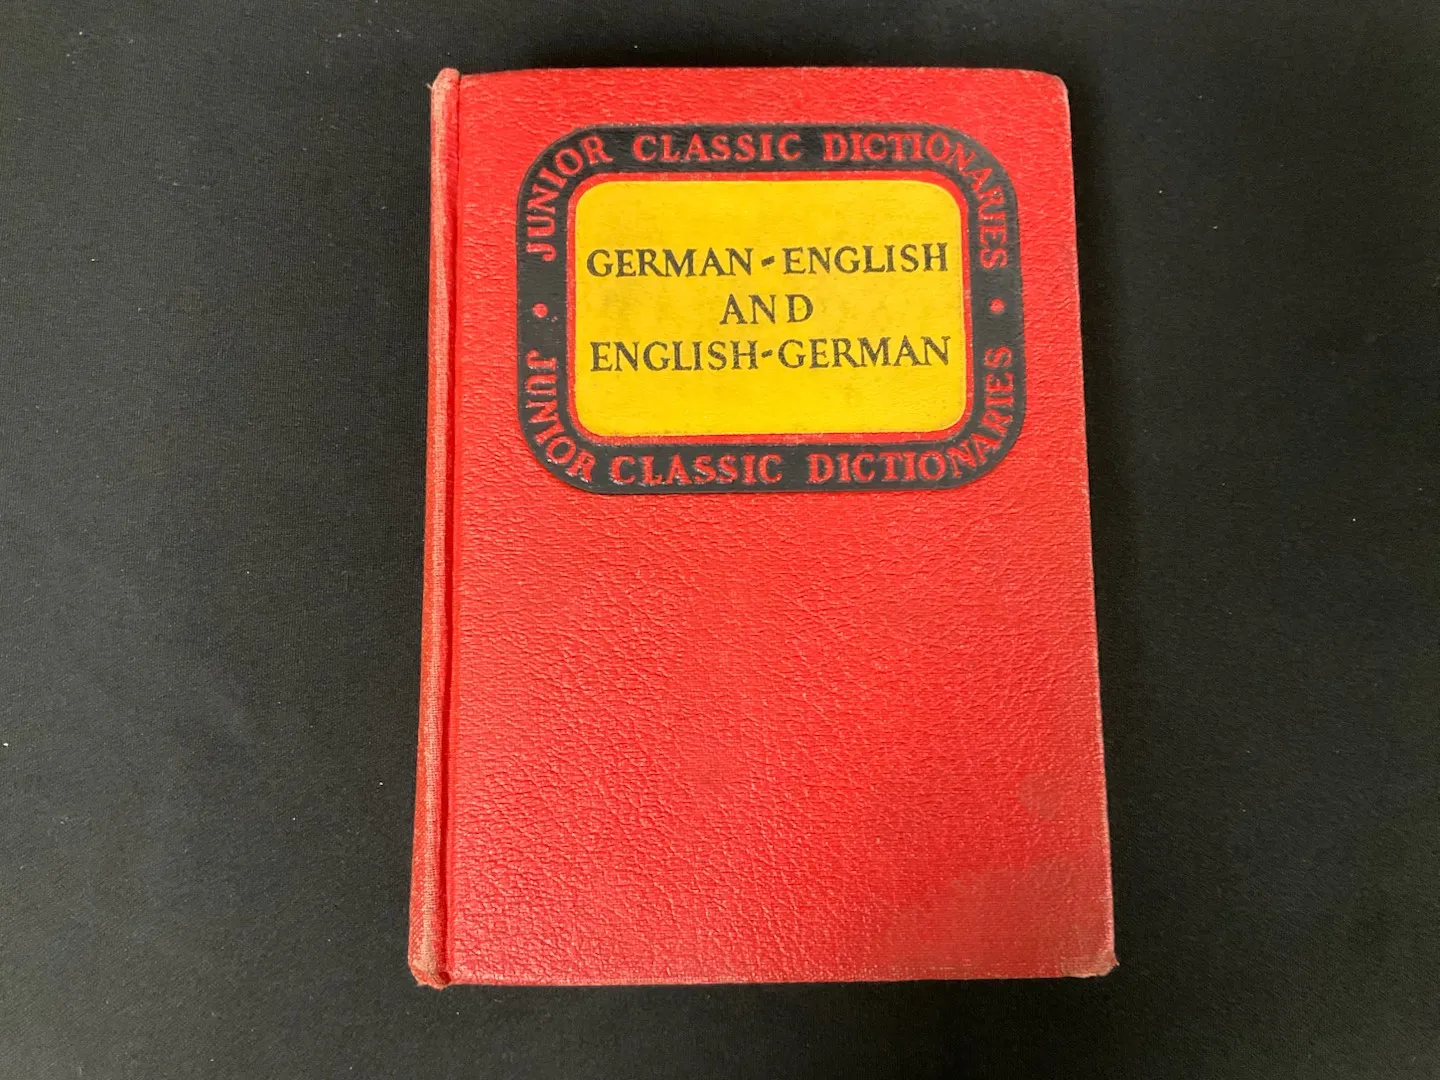 JUNIOR CLASSIC DICTIONARIES
GERMAN-ENGLISH
AND
ENGLISH-GERMAN
JUNIOR CLASSIC DICTIONARIES